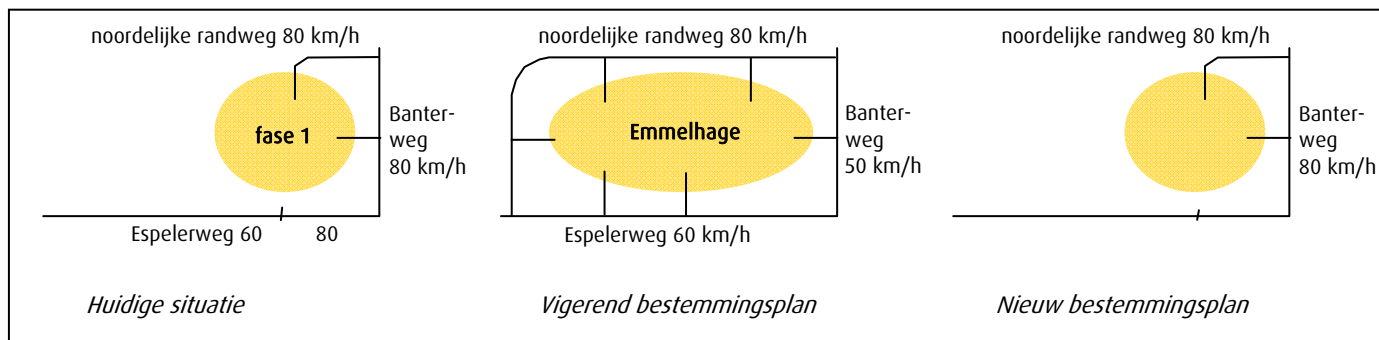 noordelijke randweg 80 km/h
fase 1
Banter-
weg
80 km/h
Espelerweg 60 80
Huidige situatie
noordelijke randweg 80 km/h
Emmelhage
Banter-
weg
50 km/h
Espelerweg 60 km/h
Vigerend bestemmingsplan
noordelijke randweg 80 km/h
Banter-
weg
80 km/h
Nieuw bestemmingsplan